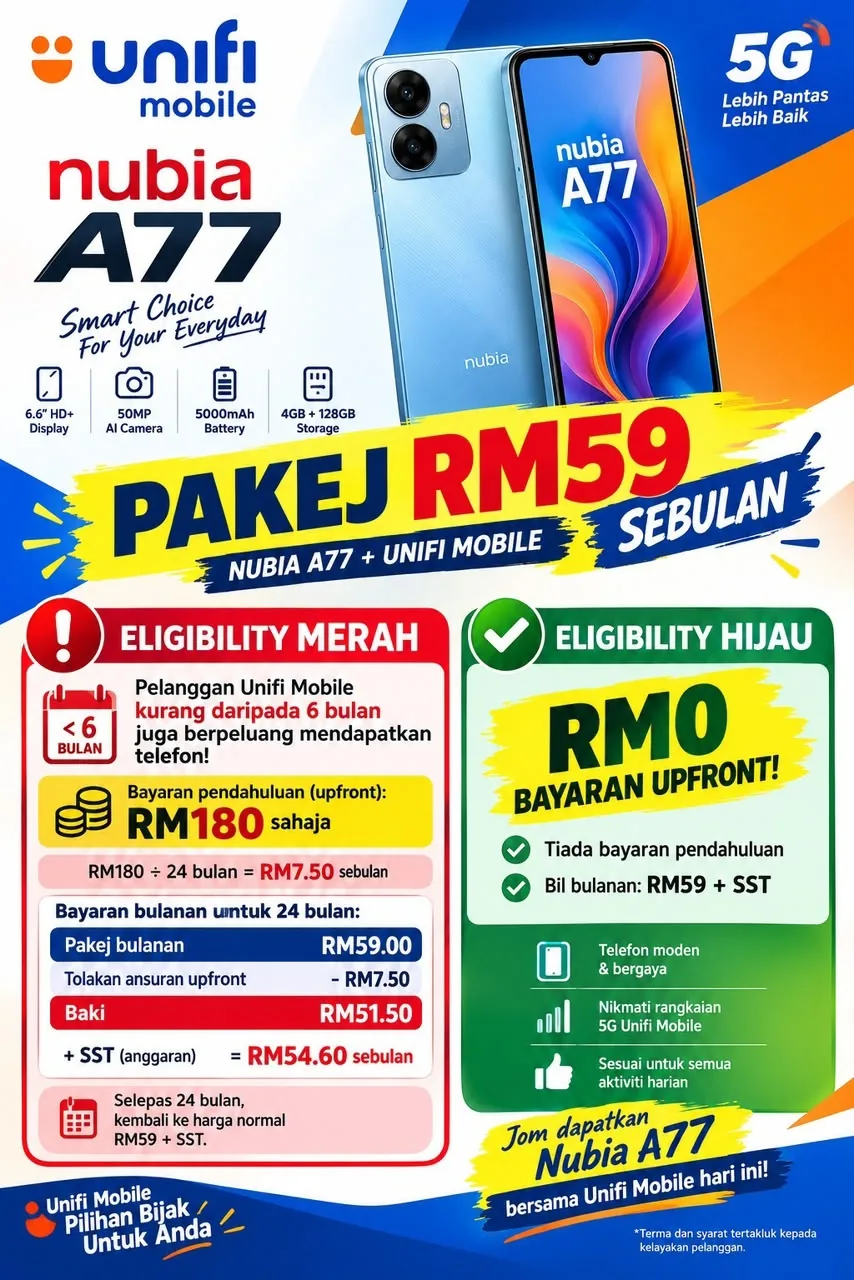 unifi
mobile
5G
Lebih Pantas
Lebih Baik
nubia
A77
Smart Choice
For Your Everyday
nubia
A77
nubia
6.6" HD+
Display
50MP
AI Camera
5000mAh
Battery
4GB + 128GB
Storage
PAKEJ RM59
SEBULAN
NUBIA A77 + UNIFI MOBILE
! ELIGIBILITY MERAH
< 6
BULAN
Pelanggan Unifi Mobile
kurang daripada 6 bulan
juga berpeluang mendapatkan
telefon!
Bayaran pendahuluan (upfront):
RM180 sahaja
RM180 ÷ 24 bulan = RM7.50 sebulan
Bayaran bulanan untuk 24 bulan:
Pakej bulanan RM59.00
Tolakan ansuran upfront - RM7.50
Baki RM51.50
+ SST (anggaran) = RM54.60 sebulan
Selepas 24 bulan,
kembali ke harga normal
RM59 + SST.
ELIGIBILITY HIJAU
RM0
BAYARAN UPFRONT!
Tiada bayaran pendahuluan
Bil bulanan: RM59 + SST
Telefon moden
& bergaya
Nikmati rangkaian
5G Unifi Mobile
Sesuai untuk semua
aktiviti harian
Jom dapatkan
Nubia A77
bersama Unifi Mobile hari ini!
Unifi Mobile
Pilihan Bijak
Untuk Anda
*Terma dan syarat tertakluk kepada
kelayakan pelanggan.